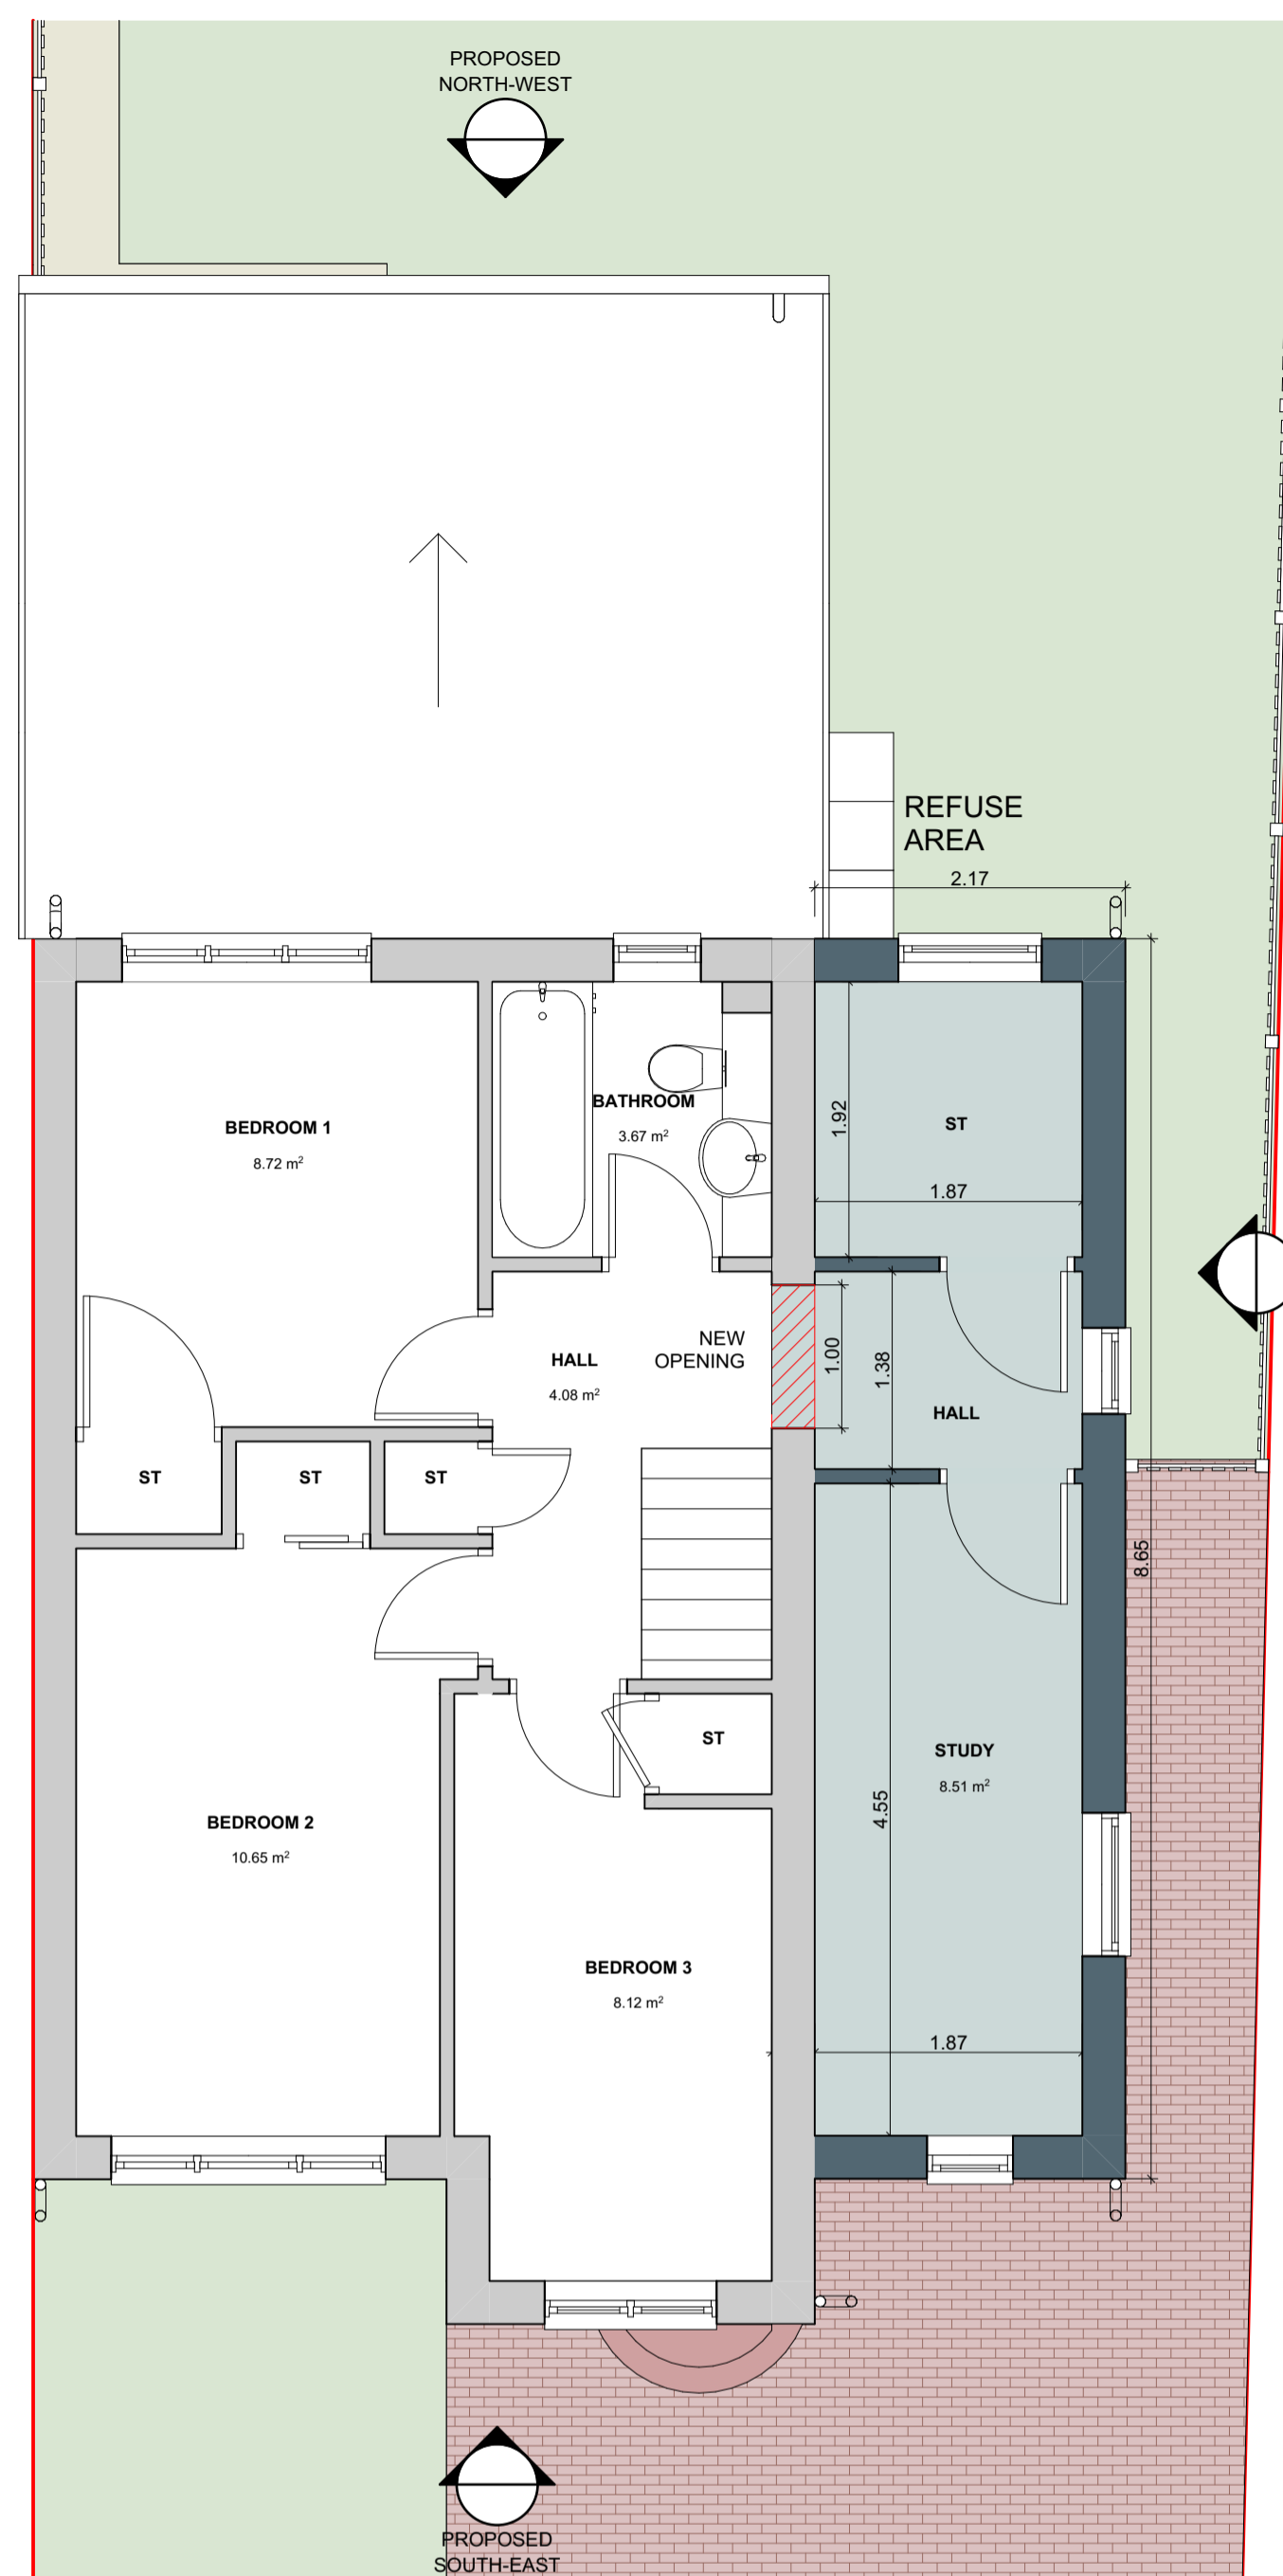 PROPOSED
NORTH-WEST
REFUSE
AREA
2.17
BEDROOM 1
8.72 m²
BATHROOM
3.67 m²
1.92
ST
1.87
HALL
4.08 m²
NEW
OPENING
1.00
1.38
HALL
ST
ST
ST
8.65
ST
STUDY
8.51 m²
4.55
BEDROOM 2
10.65 m²
BEDROOM 3
8.12 m²
1.87
PROPOSED
SOUTH-EAST